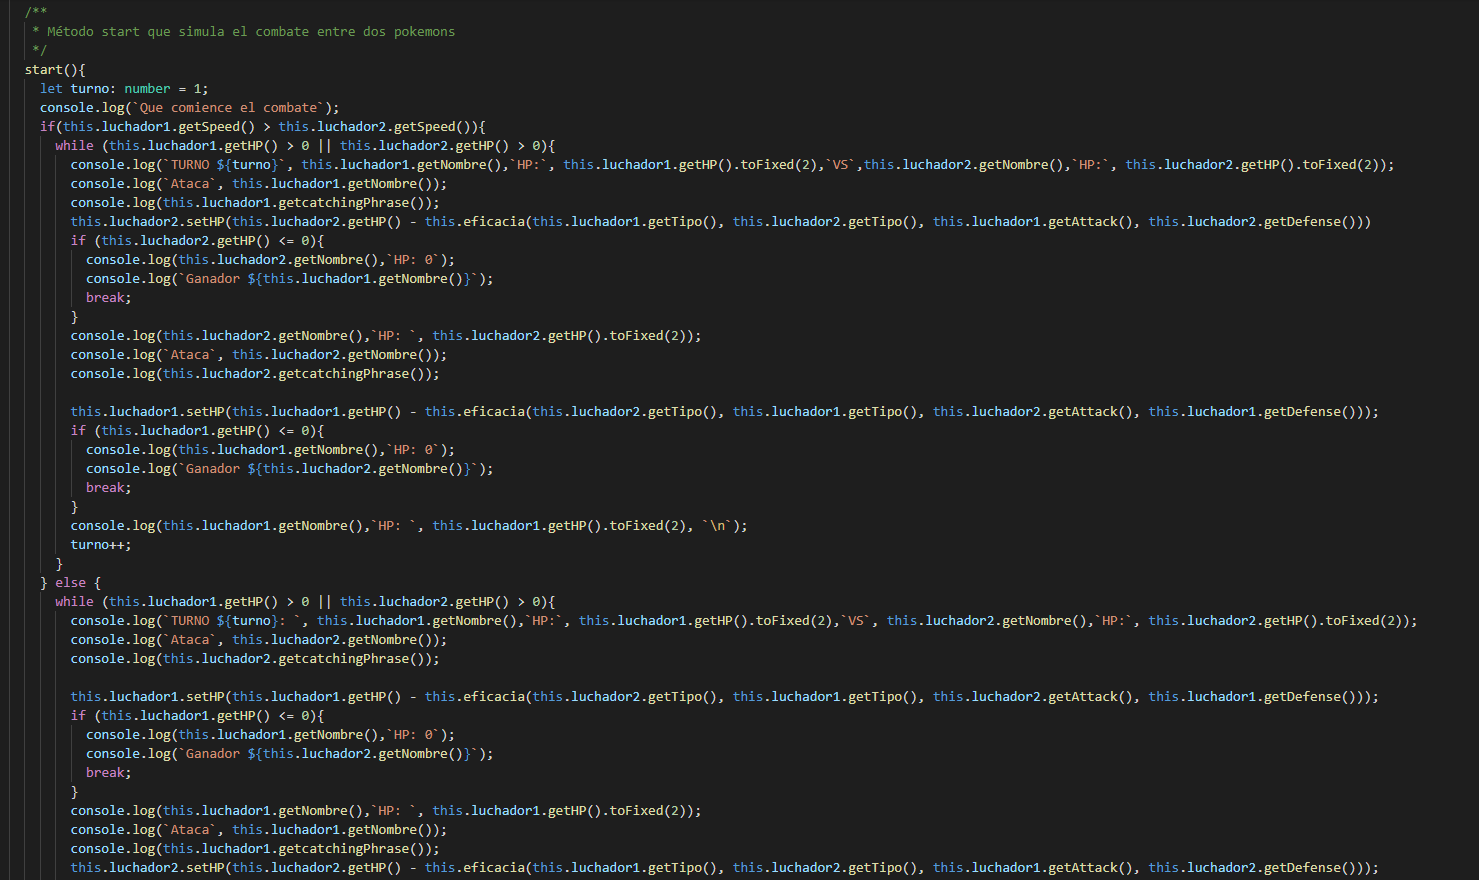 /**
 * Método start que simula el combate entre dos pokemons
 */
start(){
  let turno: number = 1;
  console.log(`Que comience el combate`);
  if(this.luchador1.getSpeed() > this.luchador2.getSpeed()){
    while (this.luchador1.getHP() > 0 || this.luchador2.getHP() > 0){
      console.log(`TURNO ${turno}`, this.luchador1.getNombre(),`HP:`, this.luchador1.getHP().toFixed(2),`VS`,this.luchador2.getNombre(),`HP:`, this.luchador2.getHP().toFixed(2));
      console.log(`Ataca`, this.luchador1.getNombre());
      console.log(this.luchador1.getcatchingPhrase());
      this.luchador2.setHP(this.luchador2.getHP() - this.eficacia(this.luchador1.getTipo(), this.luchador2.getTipo(), this.luchador1.getAttack(), this.luchador2.getDefense()))
      if (this.luchador2.getHP() <= 0){
        console.log(this.luchador2.getNombre(),`HP: 0`);
        console.log(`Ganador ${this.luchador1.getNombre()}`);
        break;
      }
      console.log(this.luchador2.getNombre(),`HP: `, this.luchador2.getHP().toFixed(2));
      console.log(`Ataca`, this.luchador2.getNombre());
      console.log(this.luchador2.getcatchingPhrase());

      this.luchador1.setHP(this.luchador1.getHP() - this.eficacia(this.luchador2.getTipo(), this.luchador1.getTipo(), this.luchador2.getAttack(), this.luchador1.getDefense()));
      if (this.luchador1.getHP() <= 0){
        console.log(this.luchador1.getNombre(),`HP: 0`);
        console.log(`Ganador ${this.luchador2.getNombre()}`);
        break;
      }
      console.log(this.luchador1.getNombre(),`HP: `, this.luchador1.getHP().toFixed(2), `\n`);
      turno++;
    }
  } else {
    while (this.luchador1.getHP() > 0 || this.luchador2.getHP() > 0){
      console.log(`TURNO ${turno}: `, this.luchador1.getNombre(),`HP:`, this.luchador1.getHP().toFixed(2),`VS`, this.luchador2.getNombre(),`HP:`, this.luchador2.getHP().toFixed(2));
      console.log(`Ataca`, this.luchador2.getNombre());
      console.log(this.luchador2.getcatchingPhrase());

      this.luchador1.setHP(this.luchador1.getHP() - this.eficacia(this.luchador2.getTipo(), this.luchador1.getTipo(), this.luchador2.getAttack(), this.luchador1.getDefense()));
      if (this.luchador1.getHP() <= 0){
        console.log(this.luchador1.getNombre(),`HP: 0`);
        console.log(`Ganador ${this.luchador2.getNombre()}`);
        break;
      }
      console.log(this.luchador1.getNombre(),`HP: `, this.luchador1.getHP().toFixed(2));
      console.log(`Ataca`, this.luchador1.getNombre());
      console.log(this.luchador1.getcatchingPhrase());
      this.luchador2.setHP(this.luchador2.getHP() - this.eficacia(this.luchador1.getTipo(), this.luchador2.getTipo(), this.luchador1.getAttack(), this.luchador2.getDefense()));